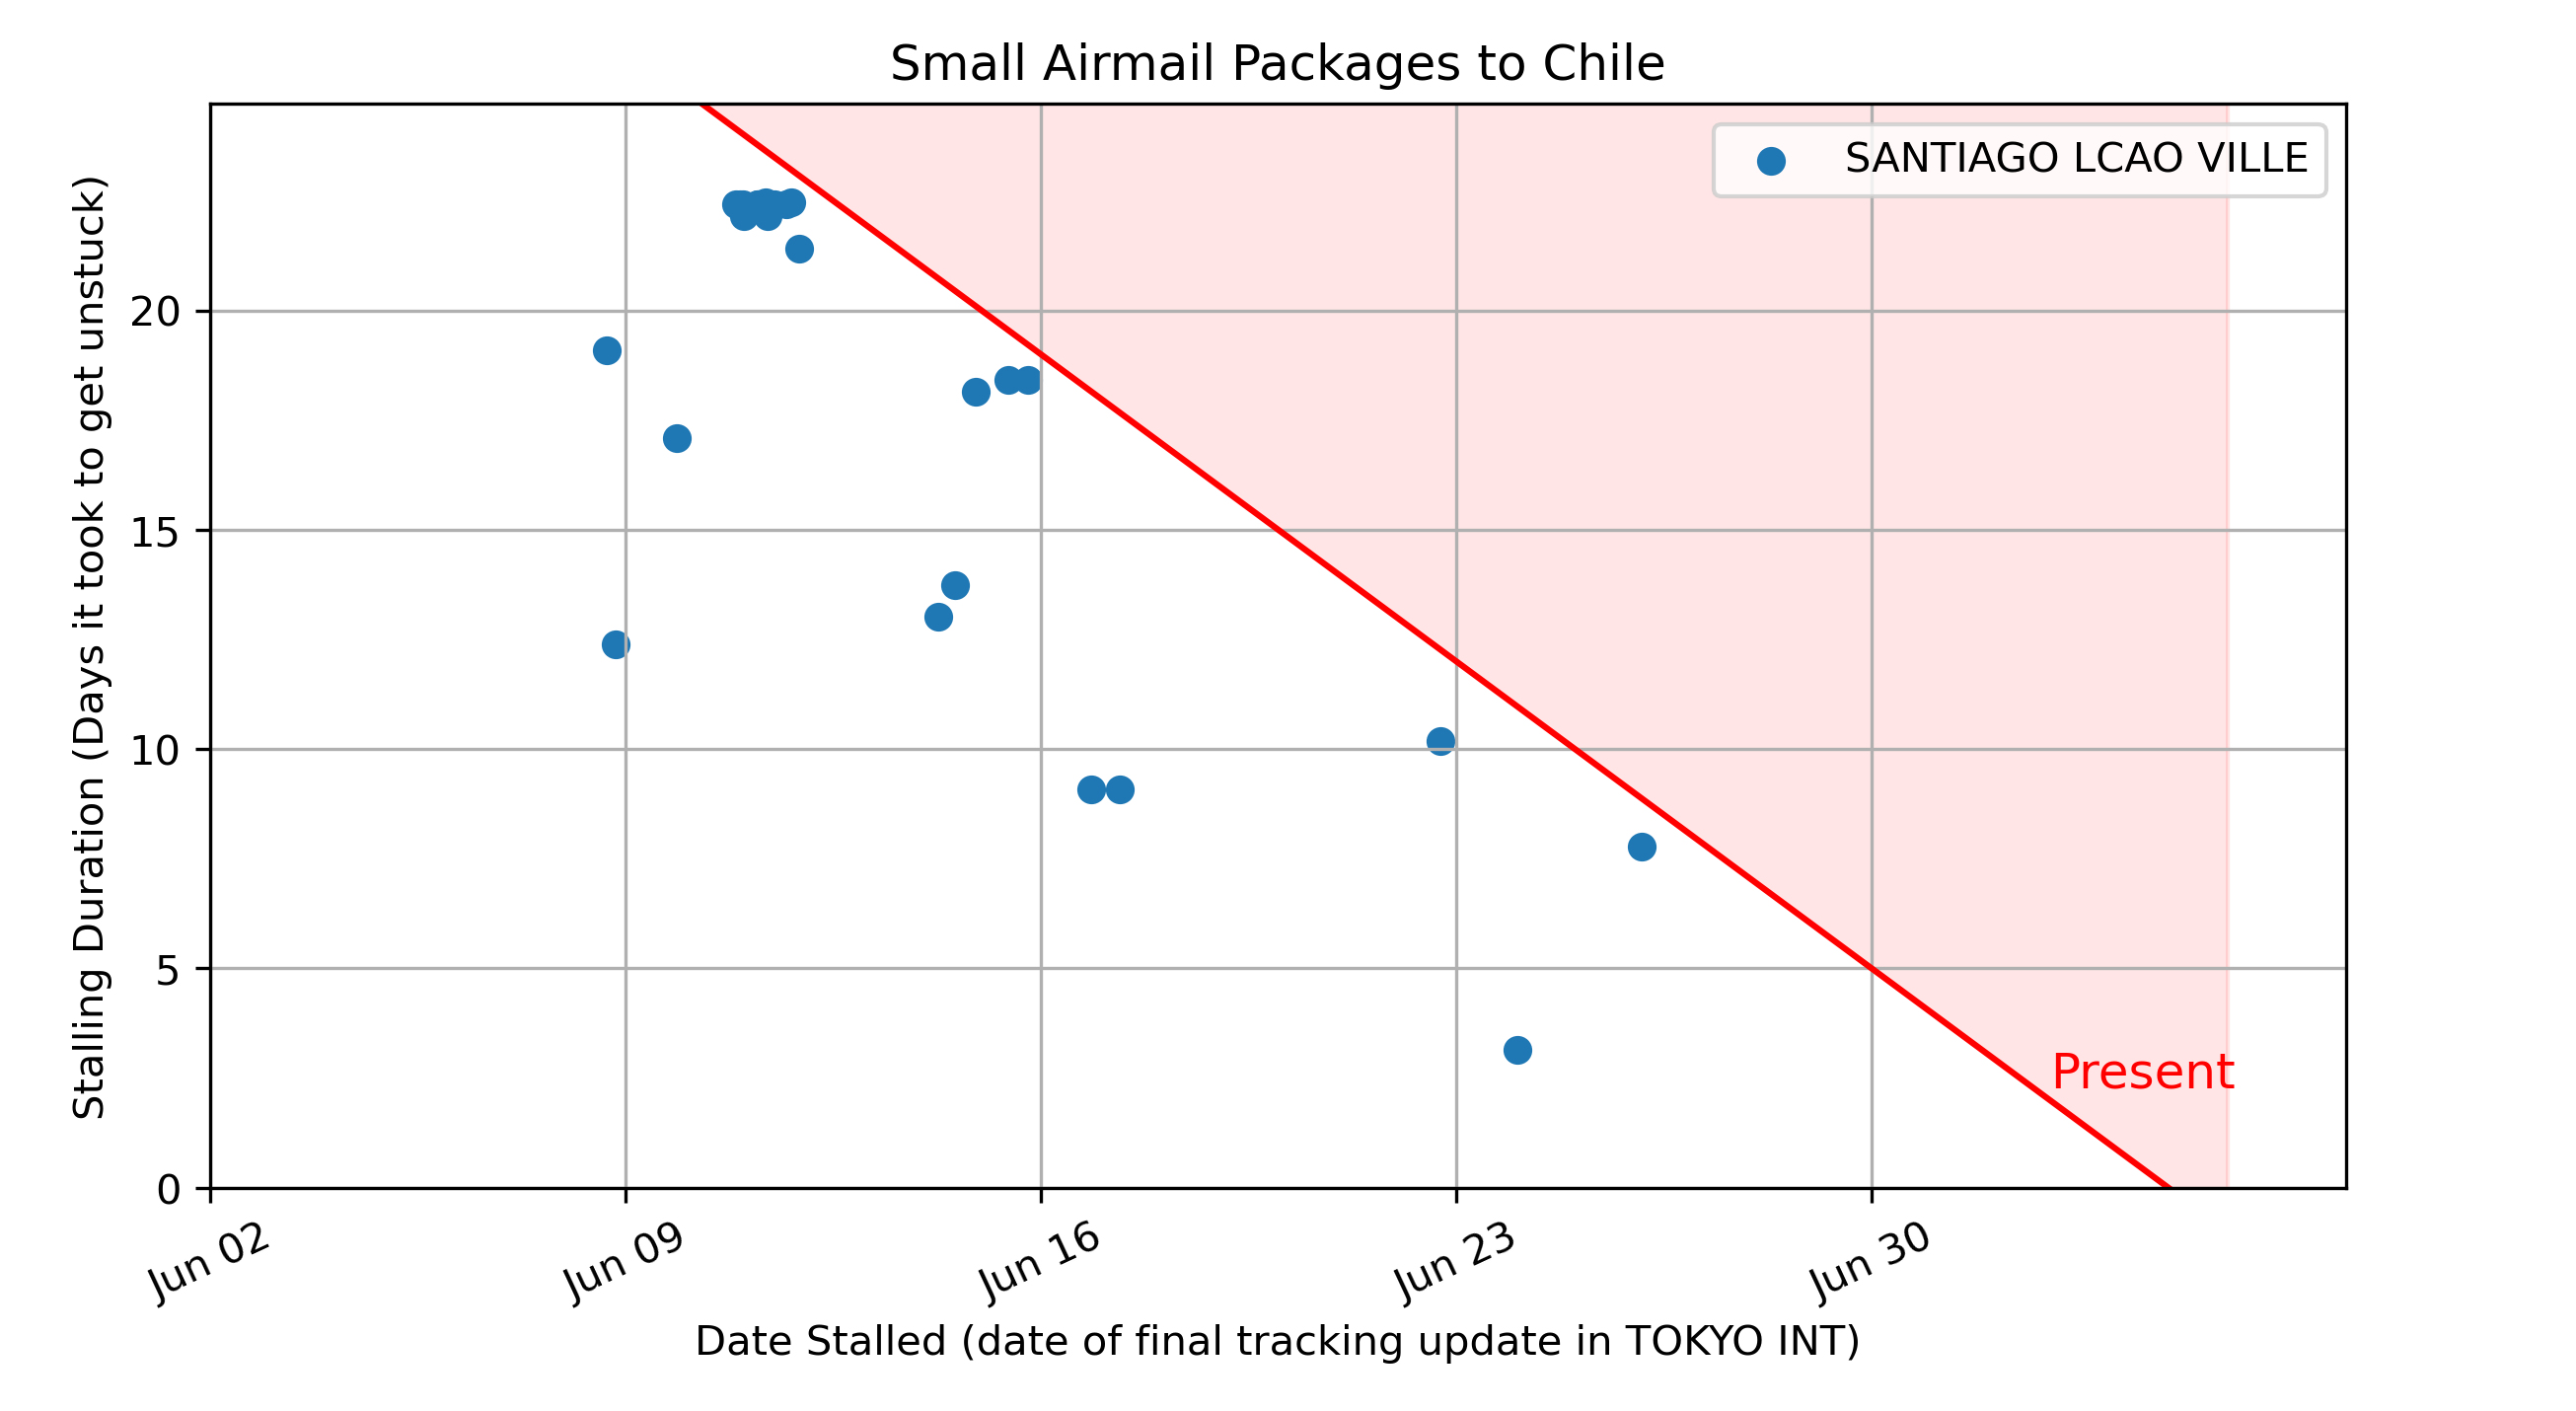 Small Airmail Packages to Chile
SANTIAGO LCAO VILLE
Stalling Duration (Days it took to get unstuck)
20
15
10
5
0
Present
Jun 02
Jun 09
Jun 16
Jun 23
Jun 30
Date Stalled (date of final tracking update in TOKYO INT)